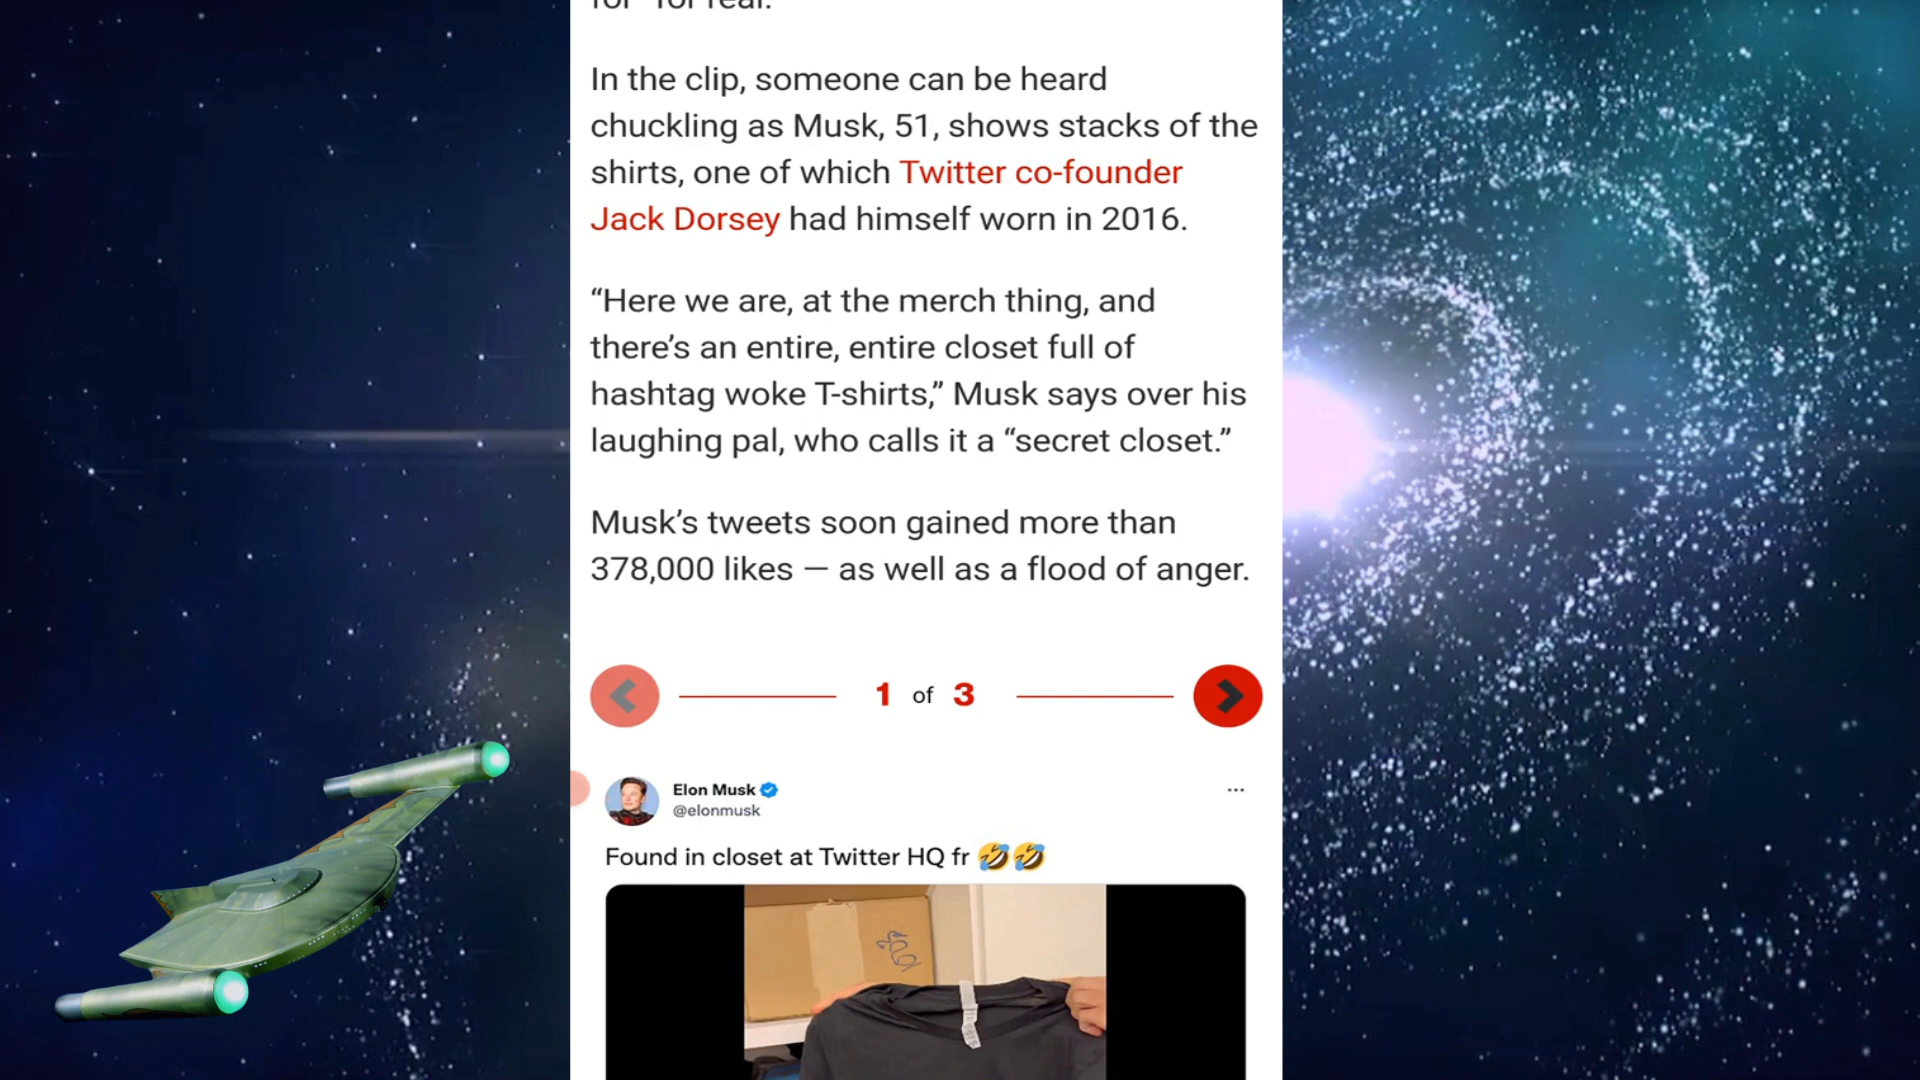 for "for real."
In the clip, someone can be heard
chuckling as Musk, 51, shows stacks of the
shirts, one of which Twitter co-founder
Jack Dorsey had himself worn in 2016.
“Here we are, at the merch thing, and
there’s an entire, entire closet full of
hashtag woke T-shirts,” Musk says over his
laughing pal, who calls it a “secret closet.”
Musk’s tweets soon gained more than
378,000 likes — as well as a flood of anger.
1 of 3
Elon Musk
@elonmusk
Found in closet at Twitter HQ fr 🤣🤣